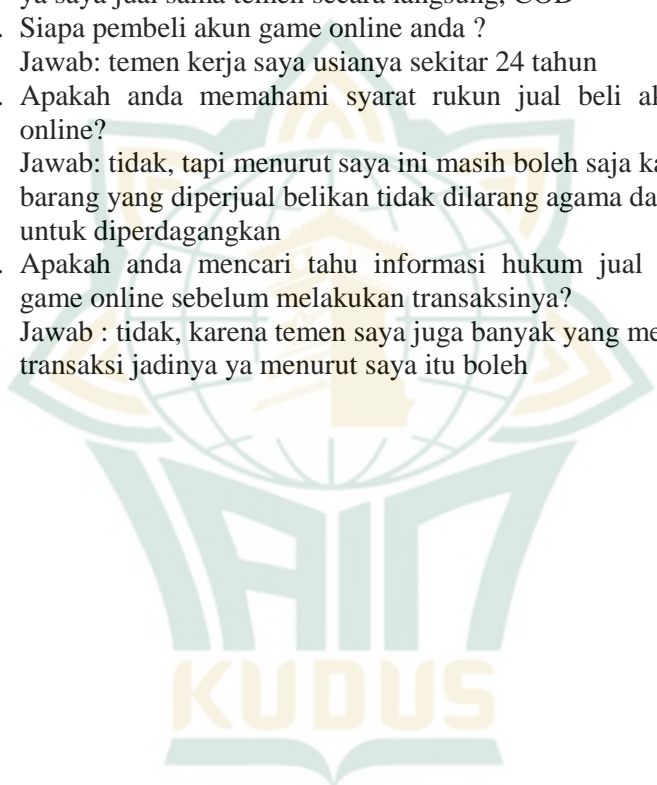 ya saya jual sama temen secara langsung, COD
. Siapa pembeli akun game online anda ?
Jawab: temen kerja saya usianya sekitar 24 tahun
. Apakah anda memahami syarat rukun jual beli
online?
Jawab: tidak, tapi menurut saya ini masih boleh saja
barang yang diperjual belikan tidak dilarang agama
untuk diperdagangkan
. Apakah anda mencari tahu informasi hukum jual
game online sebelum melakukan transaksinya?
Jawab : tidak, karena temen saya juga banyak yang
transaksi jadinya ya menurut saya itu boleh
IAIN
KUDUS